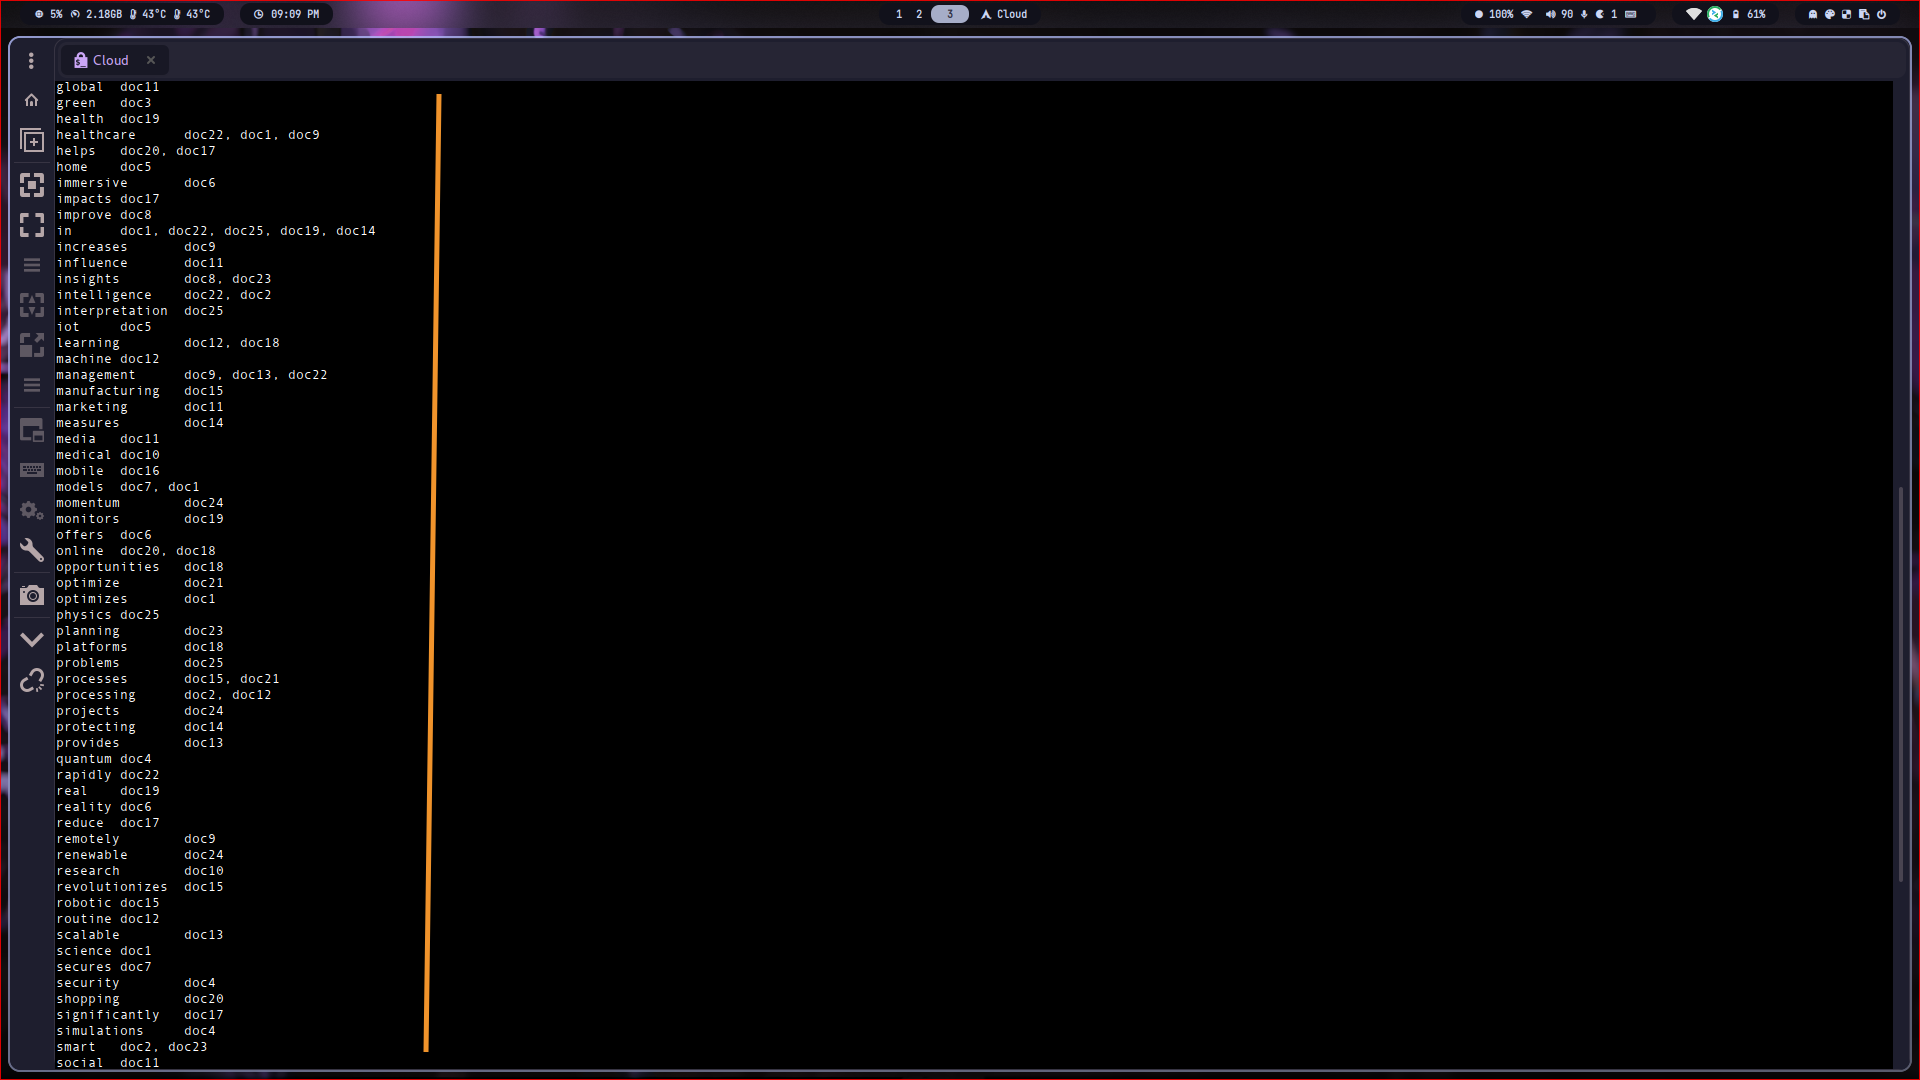 5% 2.18GB 43°C 43°C 09:09 PM 1 2 3 Cloud 100% 90 1 61%
Cloud
global doc11
green doc3
health doc19
healthcare doc22, doc1, doc9
helps doc20, doc17
home doc5
immersive doc6
impacts doc17
improve doc8
in doc1, doc22, doc25, doc19, doc14
increases doc9
influence doc11
insights doc8, doc23
intelligence doc22, doc2
interpretation doc25
iot doc5
learning doc12, doc18
machine doc12
management doc9, doc13, doc22
manufacturing doc15
marketing doc11
measures doc14
media doc11
medical doc10
mobile doc16
models doc7, doc1
momentum doc24
monitors doc19
offers doc6
online doc20, doc18
opportunities doc18
optimize doc21
optimizes doc1
physics doc25
planning doc23
platforms doc18
problems doc25
processes doc15, doc21
processing doc2, doc12
projects doc24
protecting doc14
provides doc13
quantum doc4
rapidly doc22
real doc19
reality doc6
reduce doc17
remotely doc9
renewable doc24
research doc10
revolutionizes doc15
robotic doc15
routine doc12
scalable doc13
science doc1
secures doc7
security doc4
shopping doc20
significantly doc17
simulations doc4
smart doc2, doc23
social doc11